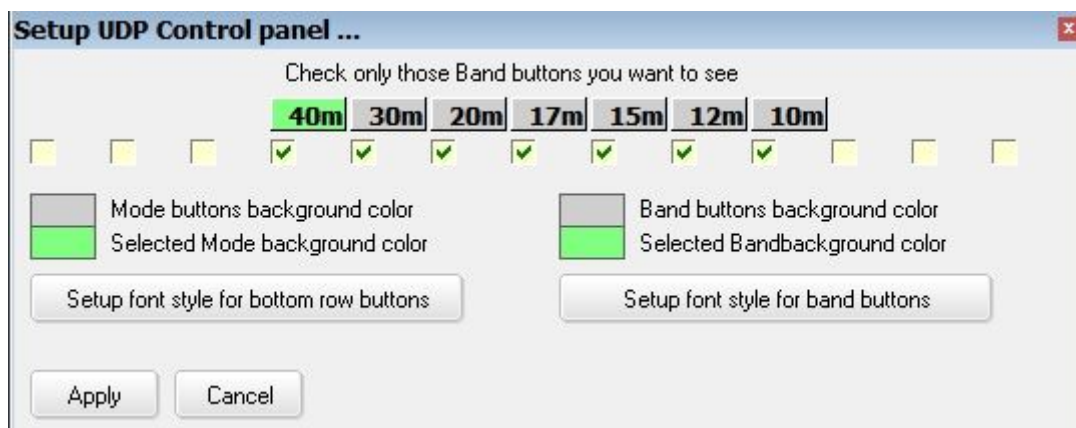 Setup UDP Control panel ...
Check only those Band buttons you want to see
40m 30m 20m 17m 15m 12m 10m
Mode buttons background color
Band buttons background color
Selected Mode background color
Selected Bandbackground color
Setup font style for bottom row buttons
Setup font style for band buttons
Apply
Cancel